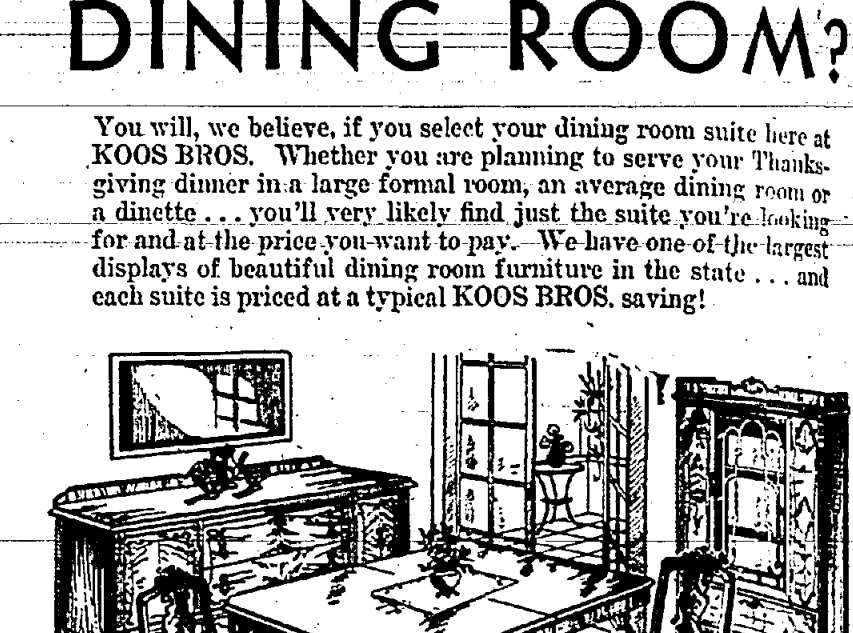 DINING ROOM?
You will, we believe, if you select your dining room suite here at
KOOS BROS. Whether you are planning to serve your Thanks-
giving dinner in a large formal room, an average dining room or
a dinette . . . you'll very likely find just the suite you're looking
for and at the price you want to pay. We have one of the largest
displays of beautiful dining room furniture in the state . . . and
each suite is priced at a typical KOOS BROS. saving!